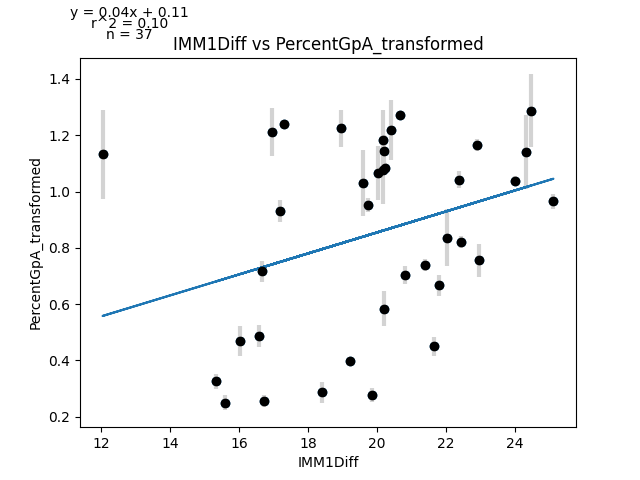 y = 0.04x + 0.11
r^2 = 0.10
n = 37
IMM1Diff vs PercentGpA_transformed
1.4
1.2
1.0
0.8
0.6
0.4
0.2
PercentGpA_transformed
12 14 16 18 20 22 24
IMM1Diff